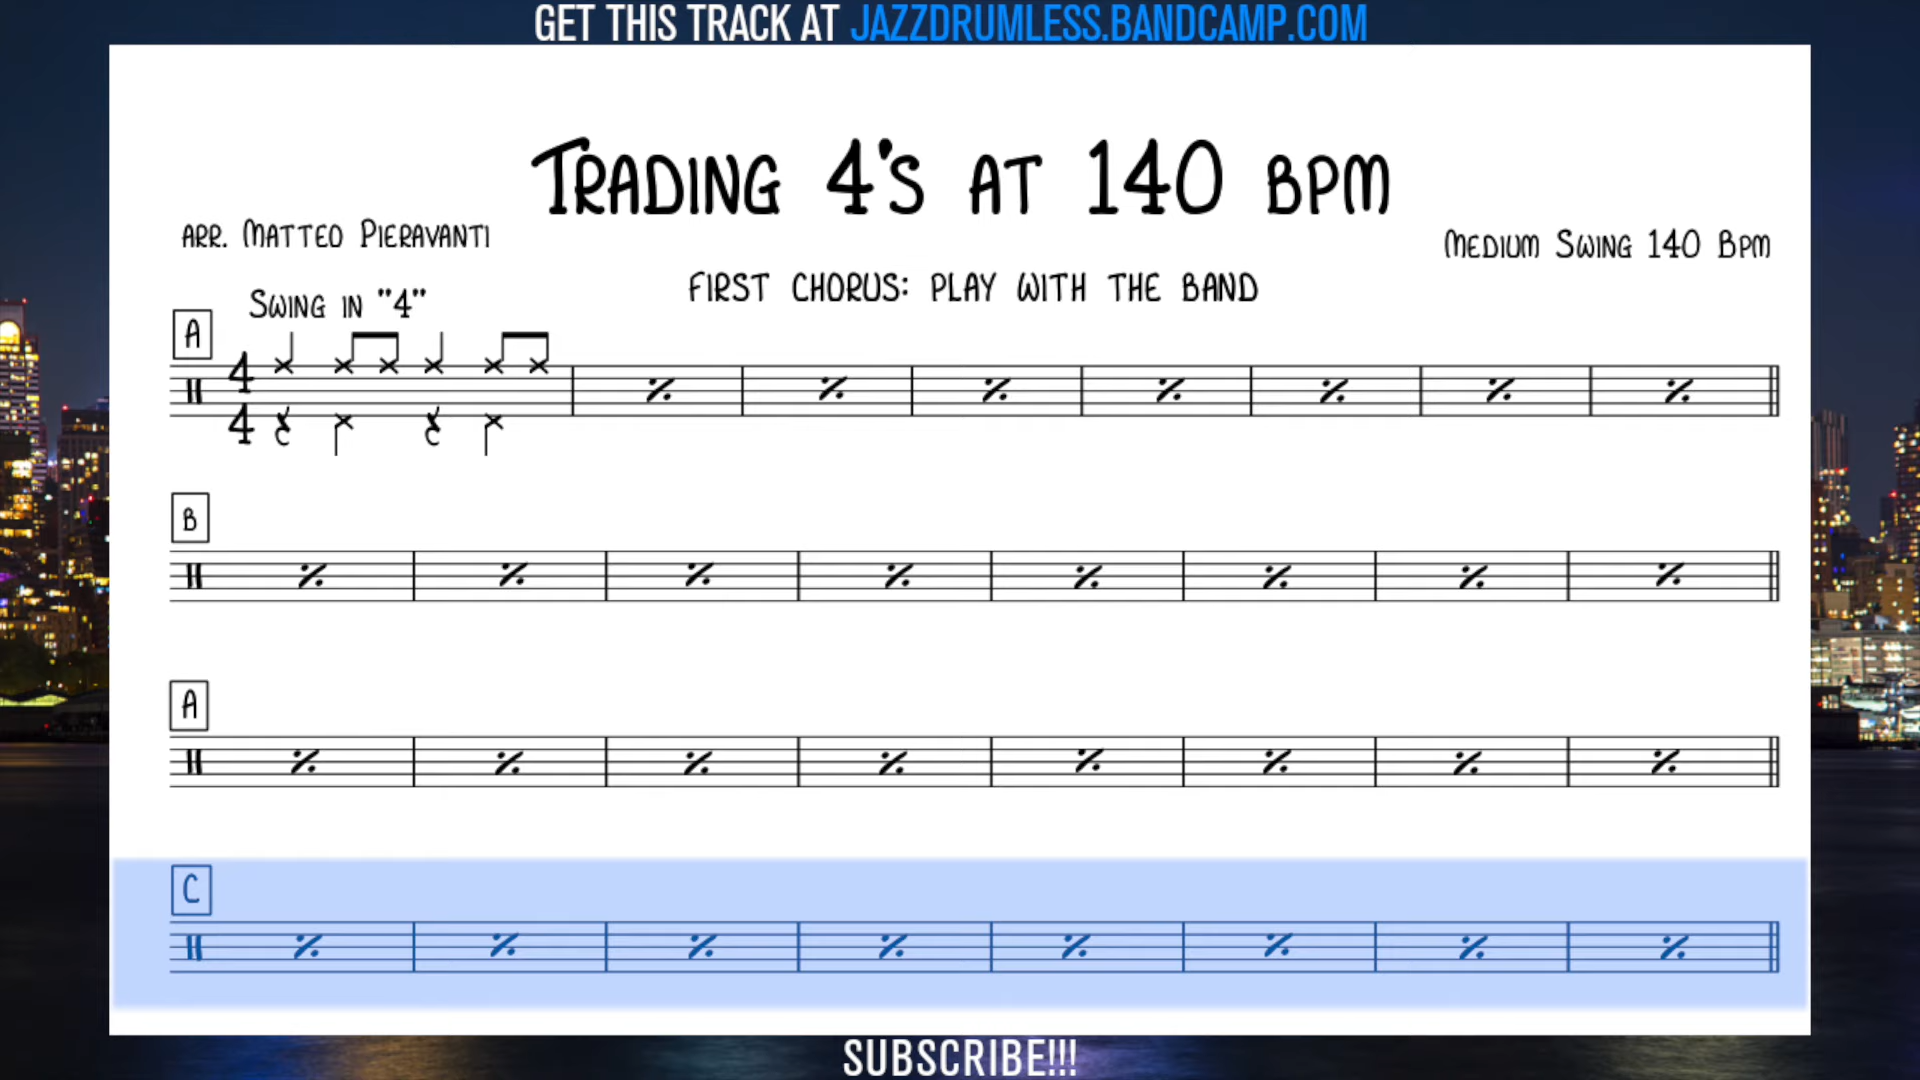 GET THIS TRACK AT JAZZDRUMLESS.BANDCAMP.COM
TRADING 4'S AT 140 BPM
ARR. MATTEO PIERAVANTI
MEDIUM SWING 140 BPM
FIRST CHORUS: PLAY WITH THE BAND
SWING IN "4"
A
4
4
B
A
C
SUBSCRIBE!!!